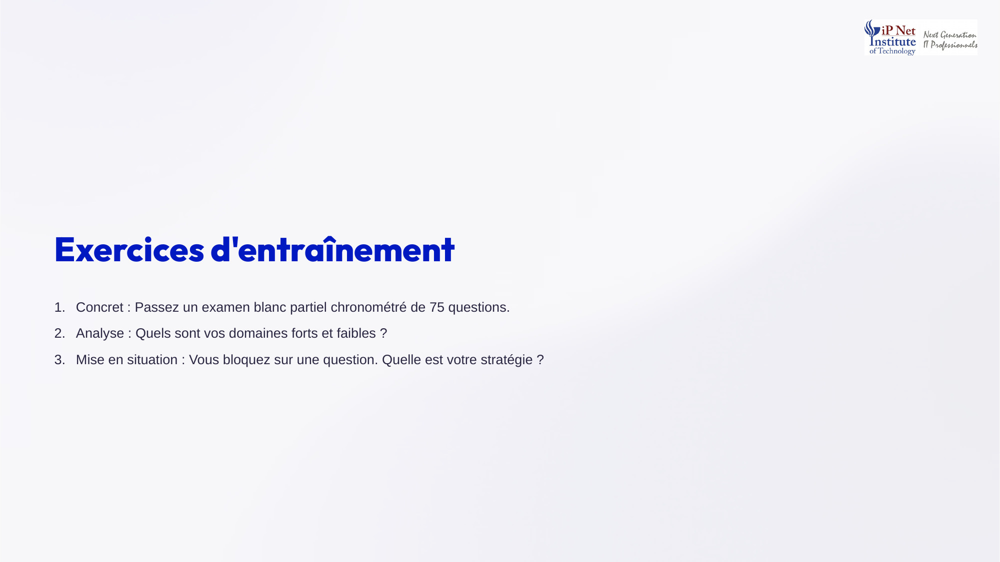 iP Net
Institute
of Technology
Next Generation
IT Professionnels
Exercices d'entraînement
1. Concret : Passez un examen blanc partiel chronométré de 75 questions.
2. Analyse : Quels sont vos domaines forts et faibles ?
3. Mise en situation : Vous bloquez sur une question. Quelle est votre stratégie ?